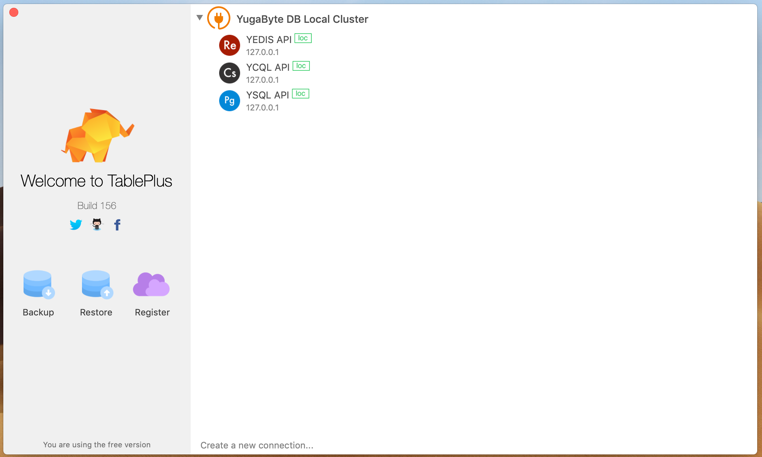 YugaByte DB Local Cluster
Re YEDIS API loc
127.0.0.1
Cs YCQL API loc
127.0.0.1
Pg YSQL API loc
127.0.0.1
Welcome to TablePlus
Build 156
Backup Restore Register
You are using the free version
Create a new connection...